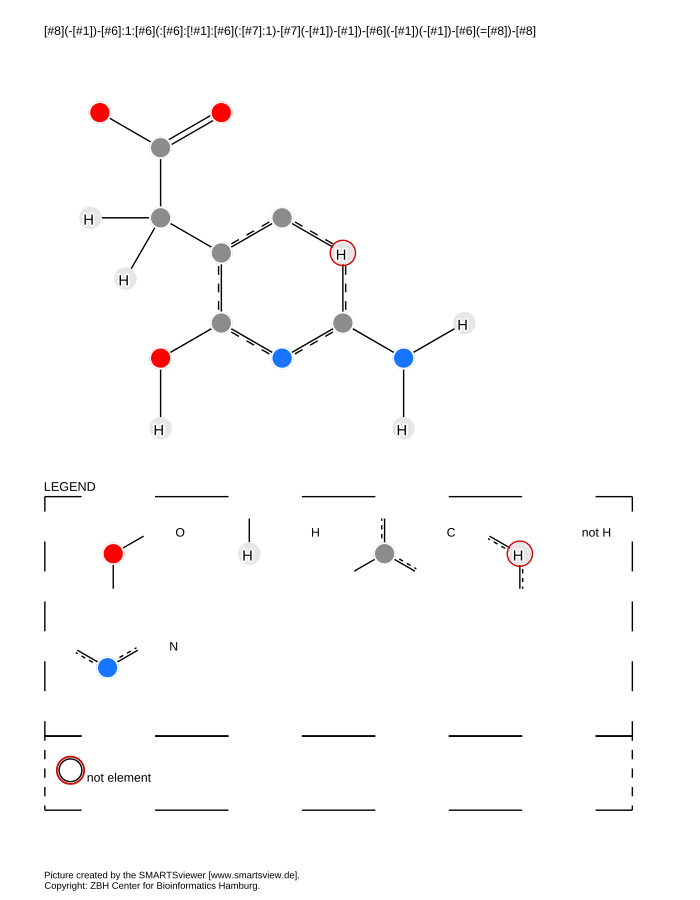 [#8](-[#1])-[#6]:1:[#6](:[#6]:[!#1]:[#6](:[#7]:1)-[#7](-[#1])-[#1])-[#6](-[#1])(-[#1])-[#6](=[#8])-[#8]
H
H
H
H
H
H
LEGEND
O
H
H
C
H
not H
N
not element
Picture created by the SMARTSviewer [www.smartsview.de].
Copyright: ZBH Center for Bioinformatics Hamburg.